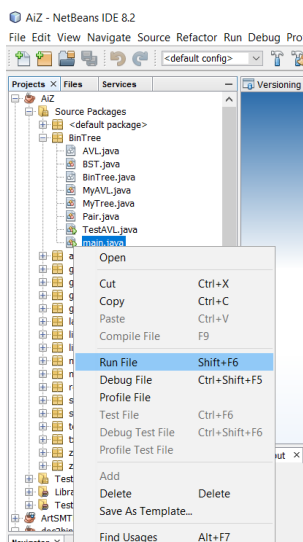 AiZ - NetBeans IDE 8.2
File Edit View Navigate Source Refactor Run Debug Pro
<default config>
Projects × Files Services
Versioning
AiZ
Source Packages
<default package>
BinTree
AVL.java
BST.java
BinTree.java
MyAVL.java
MyTree.java
Pair.java
TestAVL.java
main.java
Open
Cut Ctrl+X
Copy Ctrl+C
Paste Ctrl+V
Compile File F9
Run File Shift+F6
Debug File Ctrl+Shift+F5
Profile File
Test File Ctrl+F6
Debug Test File Ctrl+Shift+F6
Profile Test File
ut ×
Add
Test
Delete Delete
Libra
Save As Template...
Test
ArtSMT
Find Usages Alt+F7